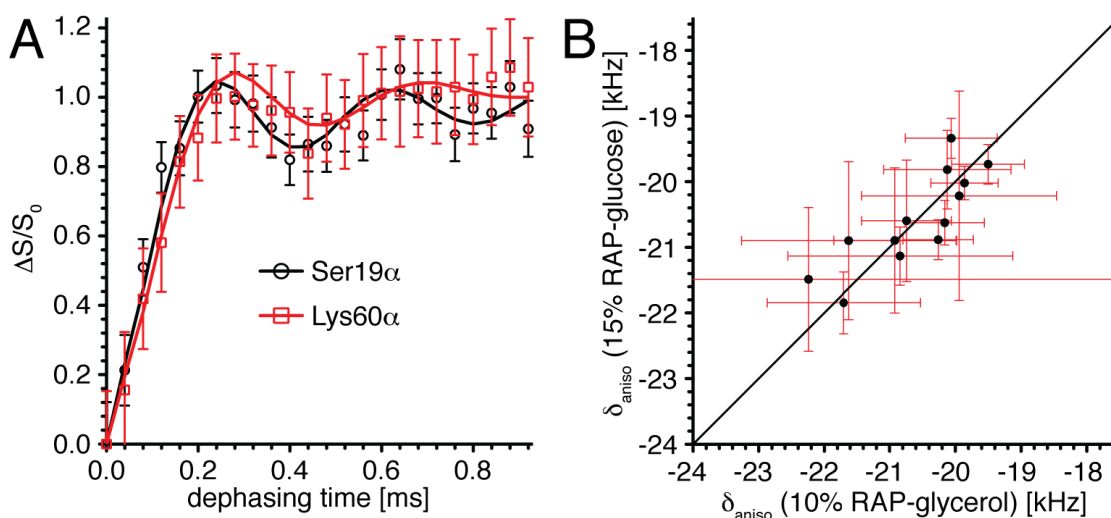 A
ΔS/S0
1.2
1.0
0.8
0.6
0.4
0.2
0.0
Ser19α
Lys60α
0.0 0.2 0.4 0.6 0.8
dephasing time [ms]
B
δaniso (15% RAP-glucose) [kHz]
-18
-19
-20
-21
-22
-23
-24
-24 -23 -22 -21 -20 -19 -18
δaniso (10% RAP-glycerol) [kHz]